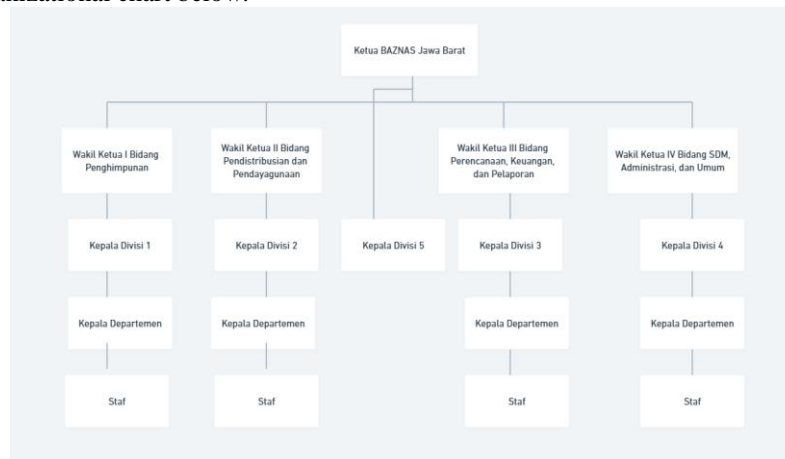 Ketua BAZNAS Jawa Barat
Wakil Ketua I Bidang
Penghimpunan
Wakil Ketua II Bidang
Pendistribusian dan
Pendayagunaan
Wakil Ketua III Bidang
Perencanaan, Keuangan,
dan Pelaporan
Wakil Ketua IV Bidang SDM,
Administrasi, dan Umum
Kepala Divisi 1
Kepala Divisi 2
Kepala Divisi 5
Kepala Divisi 3
Kepala Divisi 4
Kepala Departemen
Kepala Departemen
Kepala Departemen
Kepala Departemen
Staf
Staf
Staf
Staf